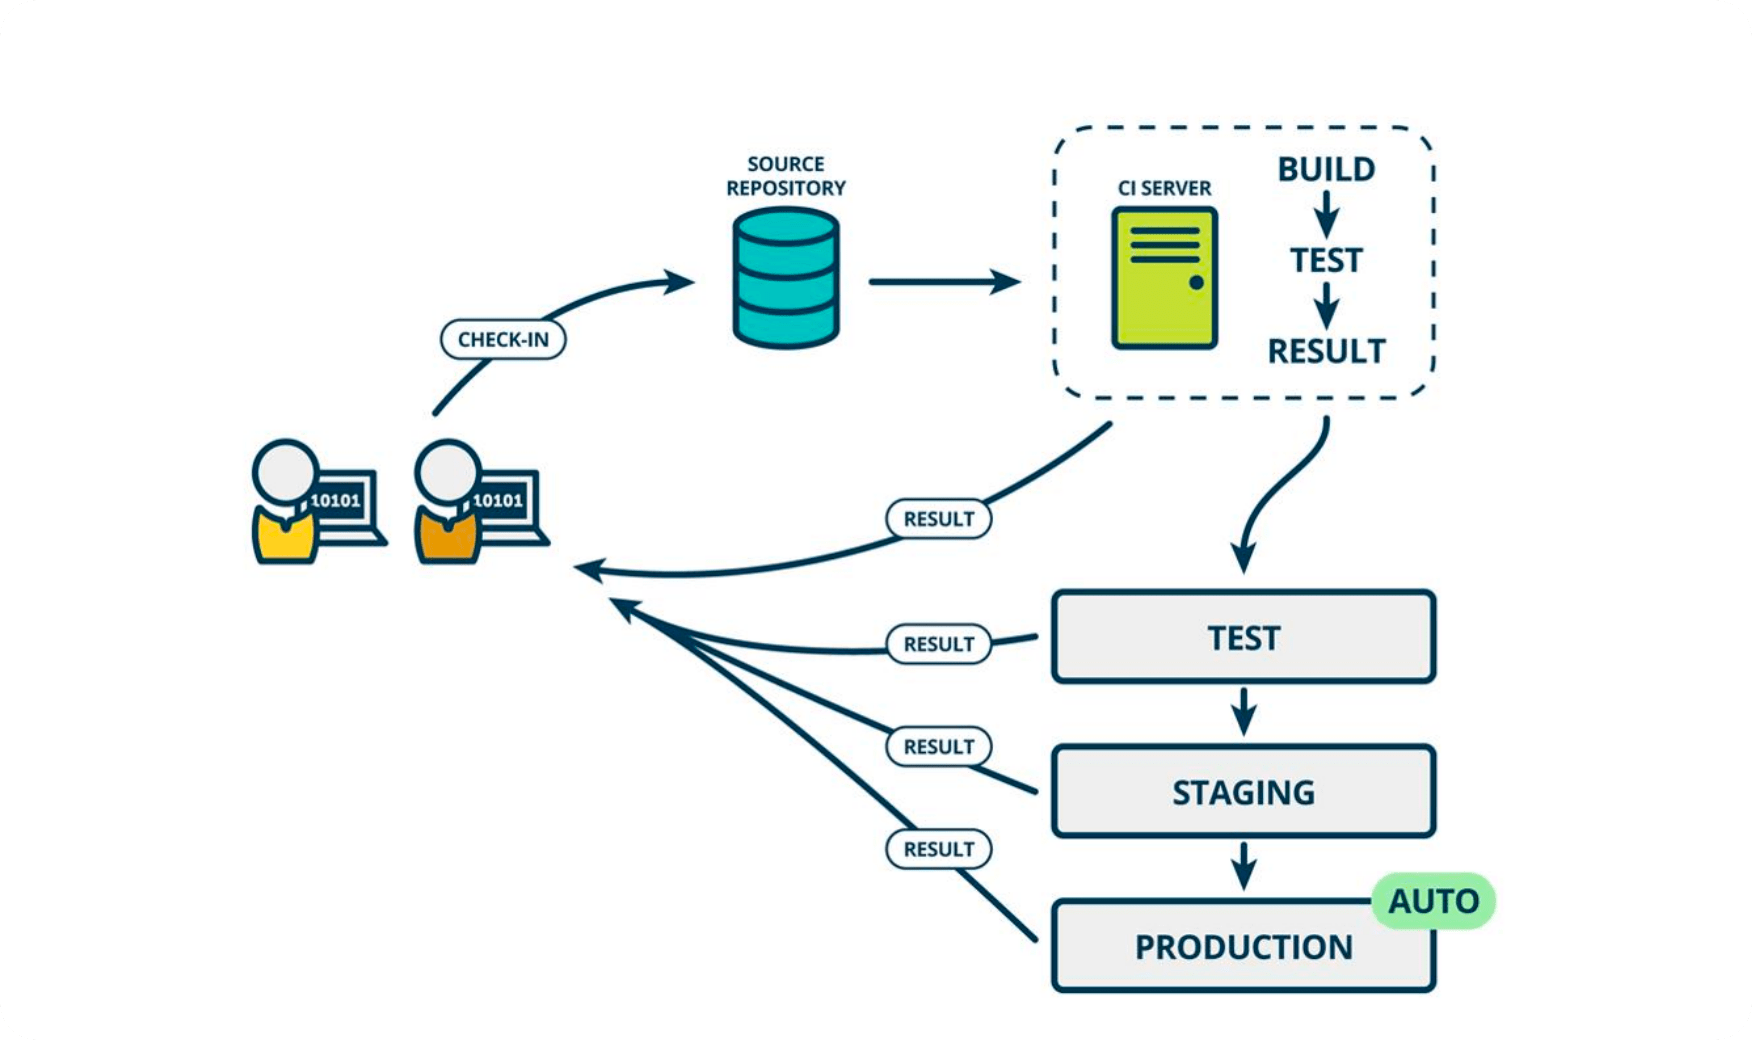 SOURCE
REPOSITORY
CI SERVER
BUILD
TEST
RESULT
CHECK-IN
10101
10101
RESULT
RESULT
TEST
RESULT
STAGING
RESULT
AUTO
PRODUCTION